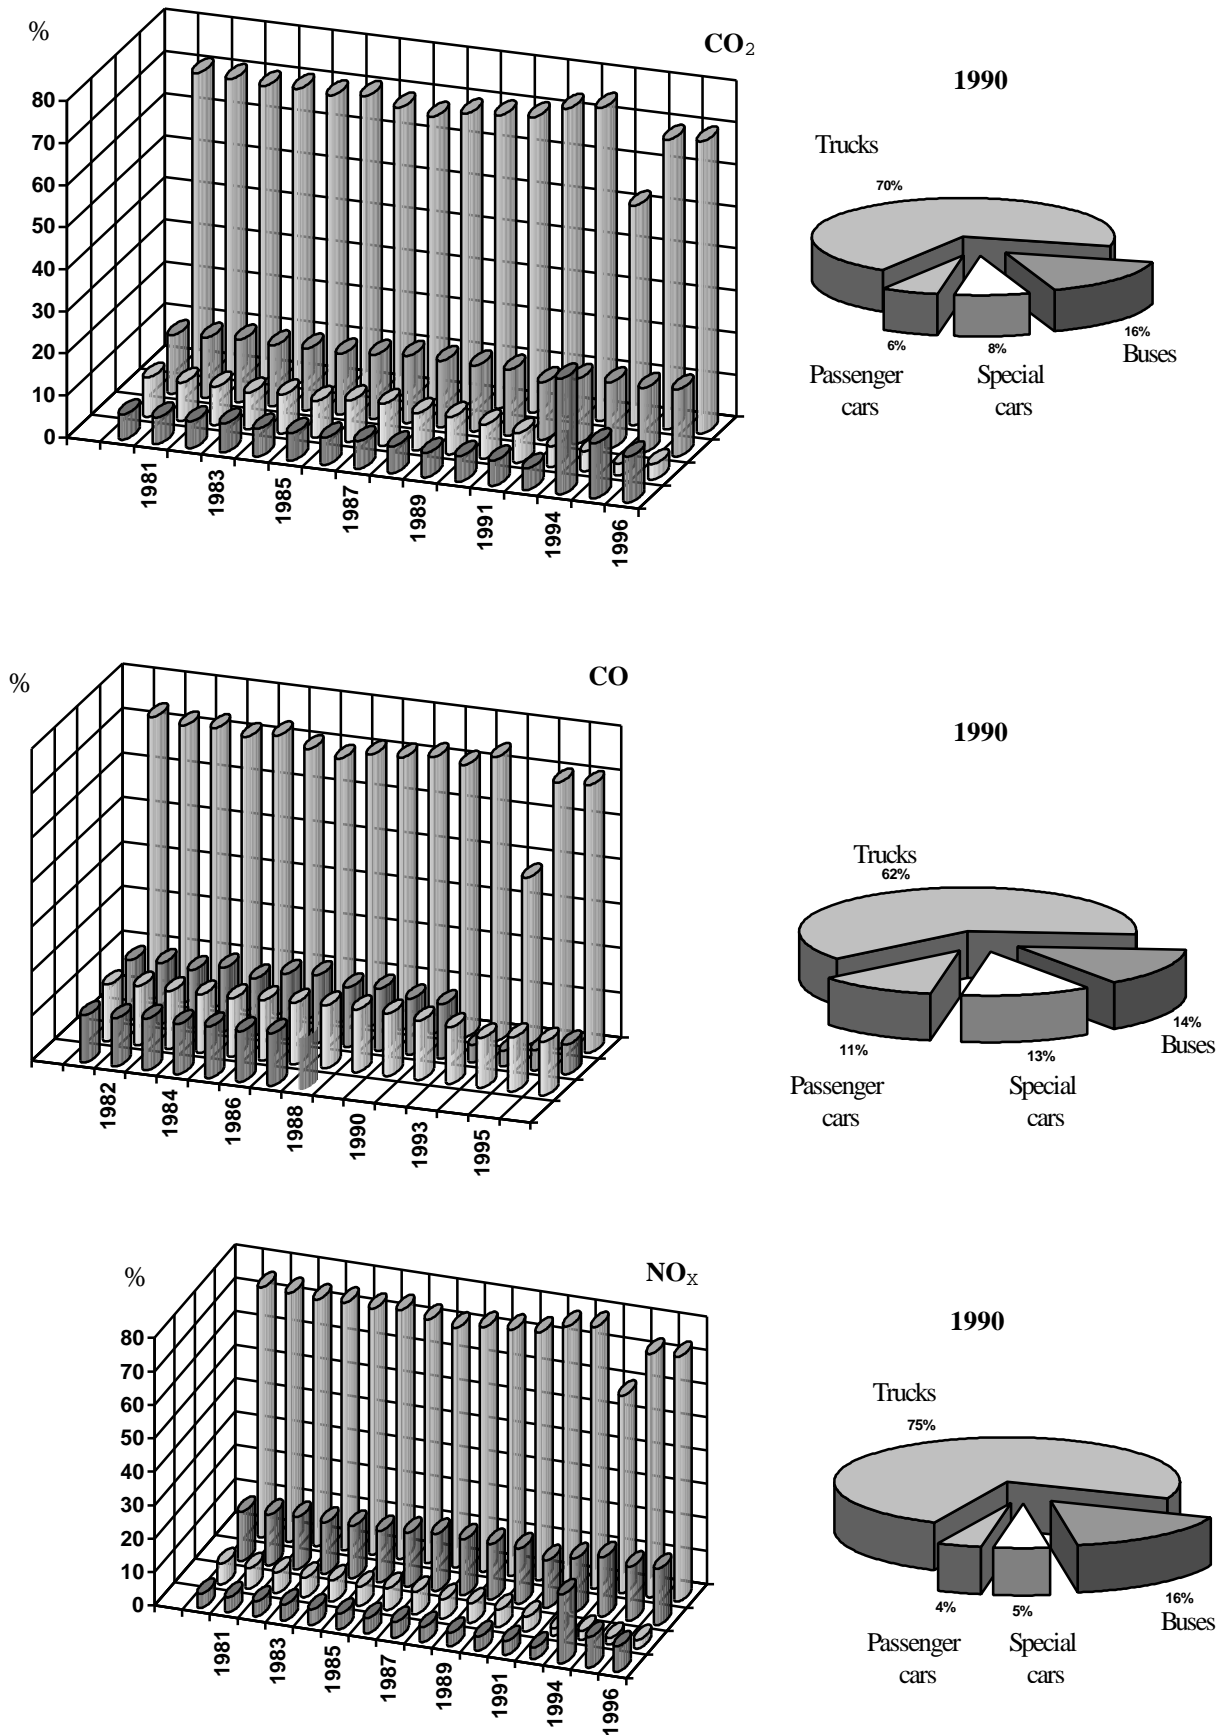 %
CO2
80
70
60
50
40
30
20
10
0
1981
1983
1985
1987
1989
1991
1994
1996
1990
Trucks
70%
16%
Buses
6%
8%
Passenger
cars
Special
cars
%
CO
1982
1984
1986
1988
1990
1993
1995
1990
Trucks
62%
14%
Buses
11%
13%
Passenger
cars
Special
cars
%
NOX
80
70
60
50
40
30
20
10
0
1981
1983
1985
1987
1989
1991
1994
1996
1990
Trucks
75%
16%
Buses
4%
5%
Passenger
cars
Special
cars